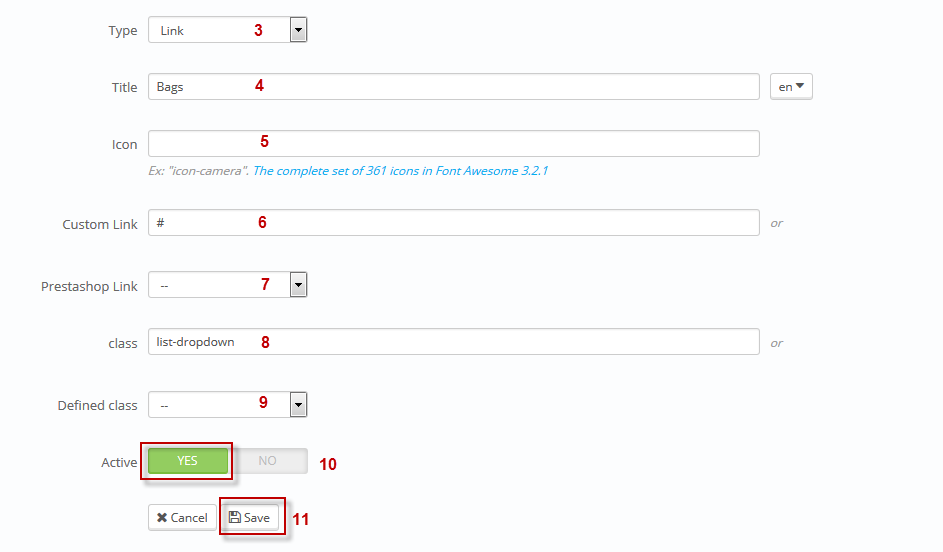 Type Link 3
Title Bags 4 en
Icon 5
Ex: "icon-camera". The complete set of 361 icons in Font Awesome 3.2.1
Custom Link # 6 or
Prestashop Link -- 7
class list-dropdown 8 or
Defined class -- 9
Active YES NO 10
Cancel Save 11